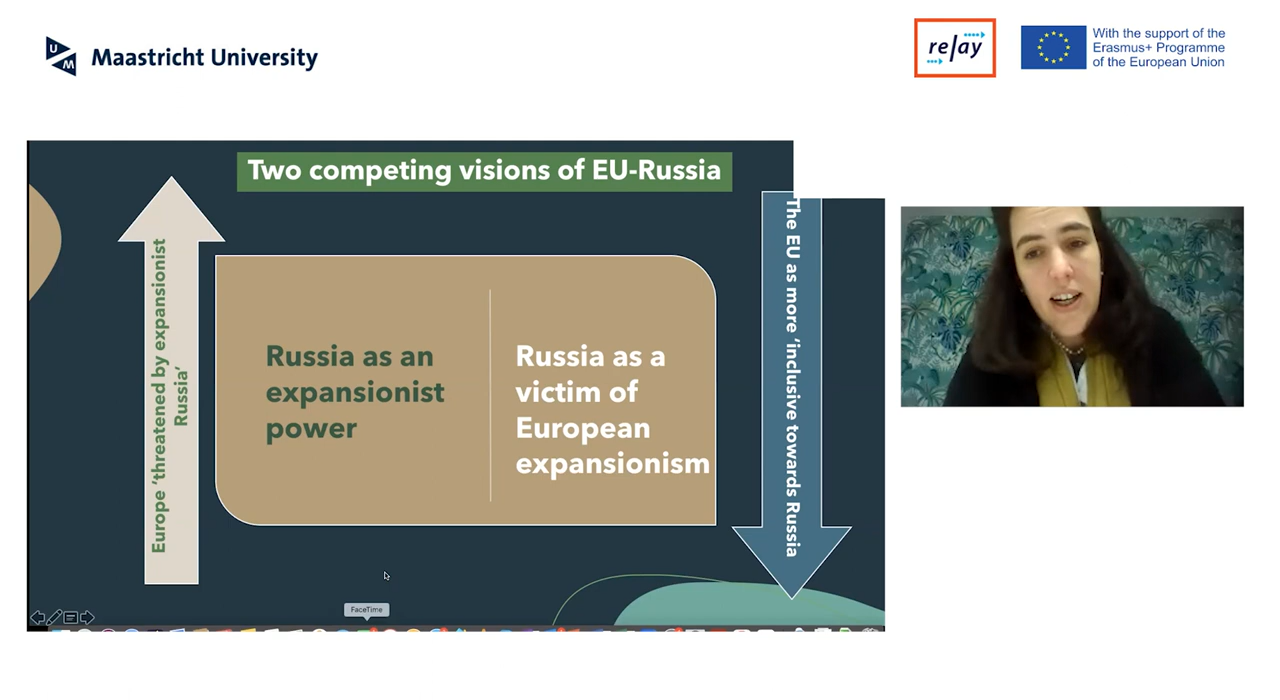 UM
Maastricht University
relay
With the support of the
Erasmus+ Programme
of the European Union
Two competing visions of EU-Russia
Europe ‘threatened by expansionist
Russia’
Russia as an
expansionist
power
Russia as a
victim of
European
expansionism
The EU as more ‘inclusive towards Russia
FaceTime